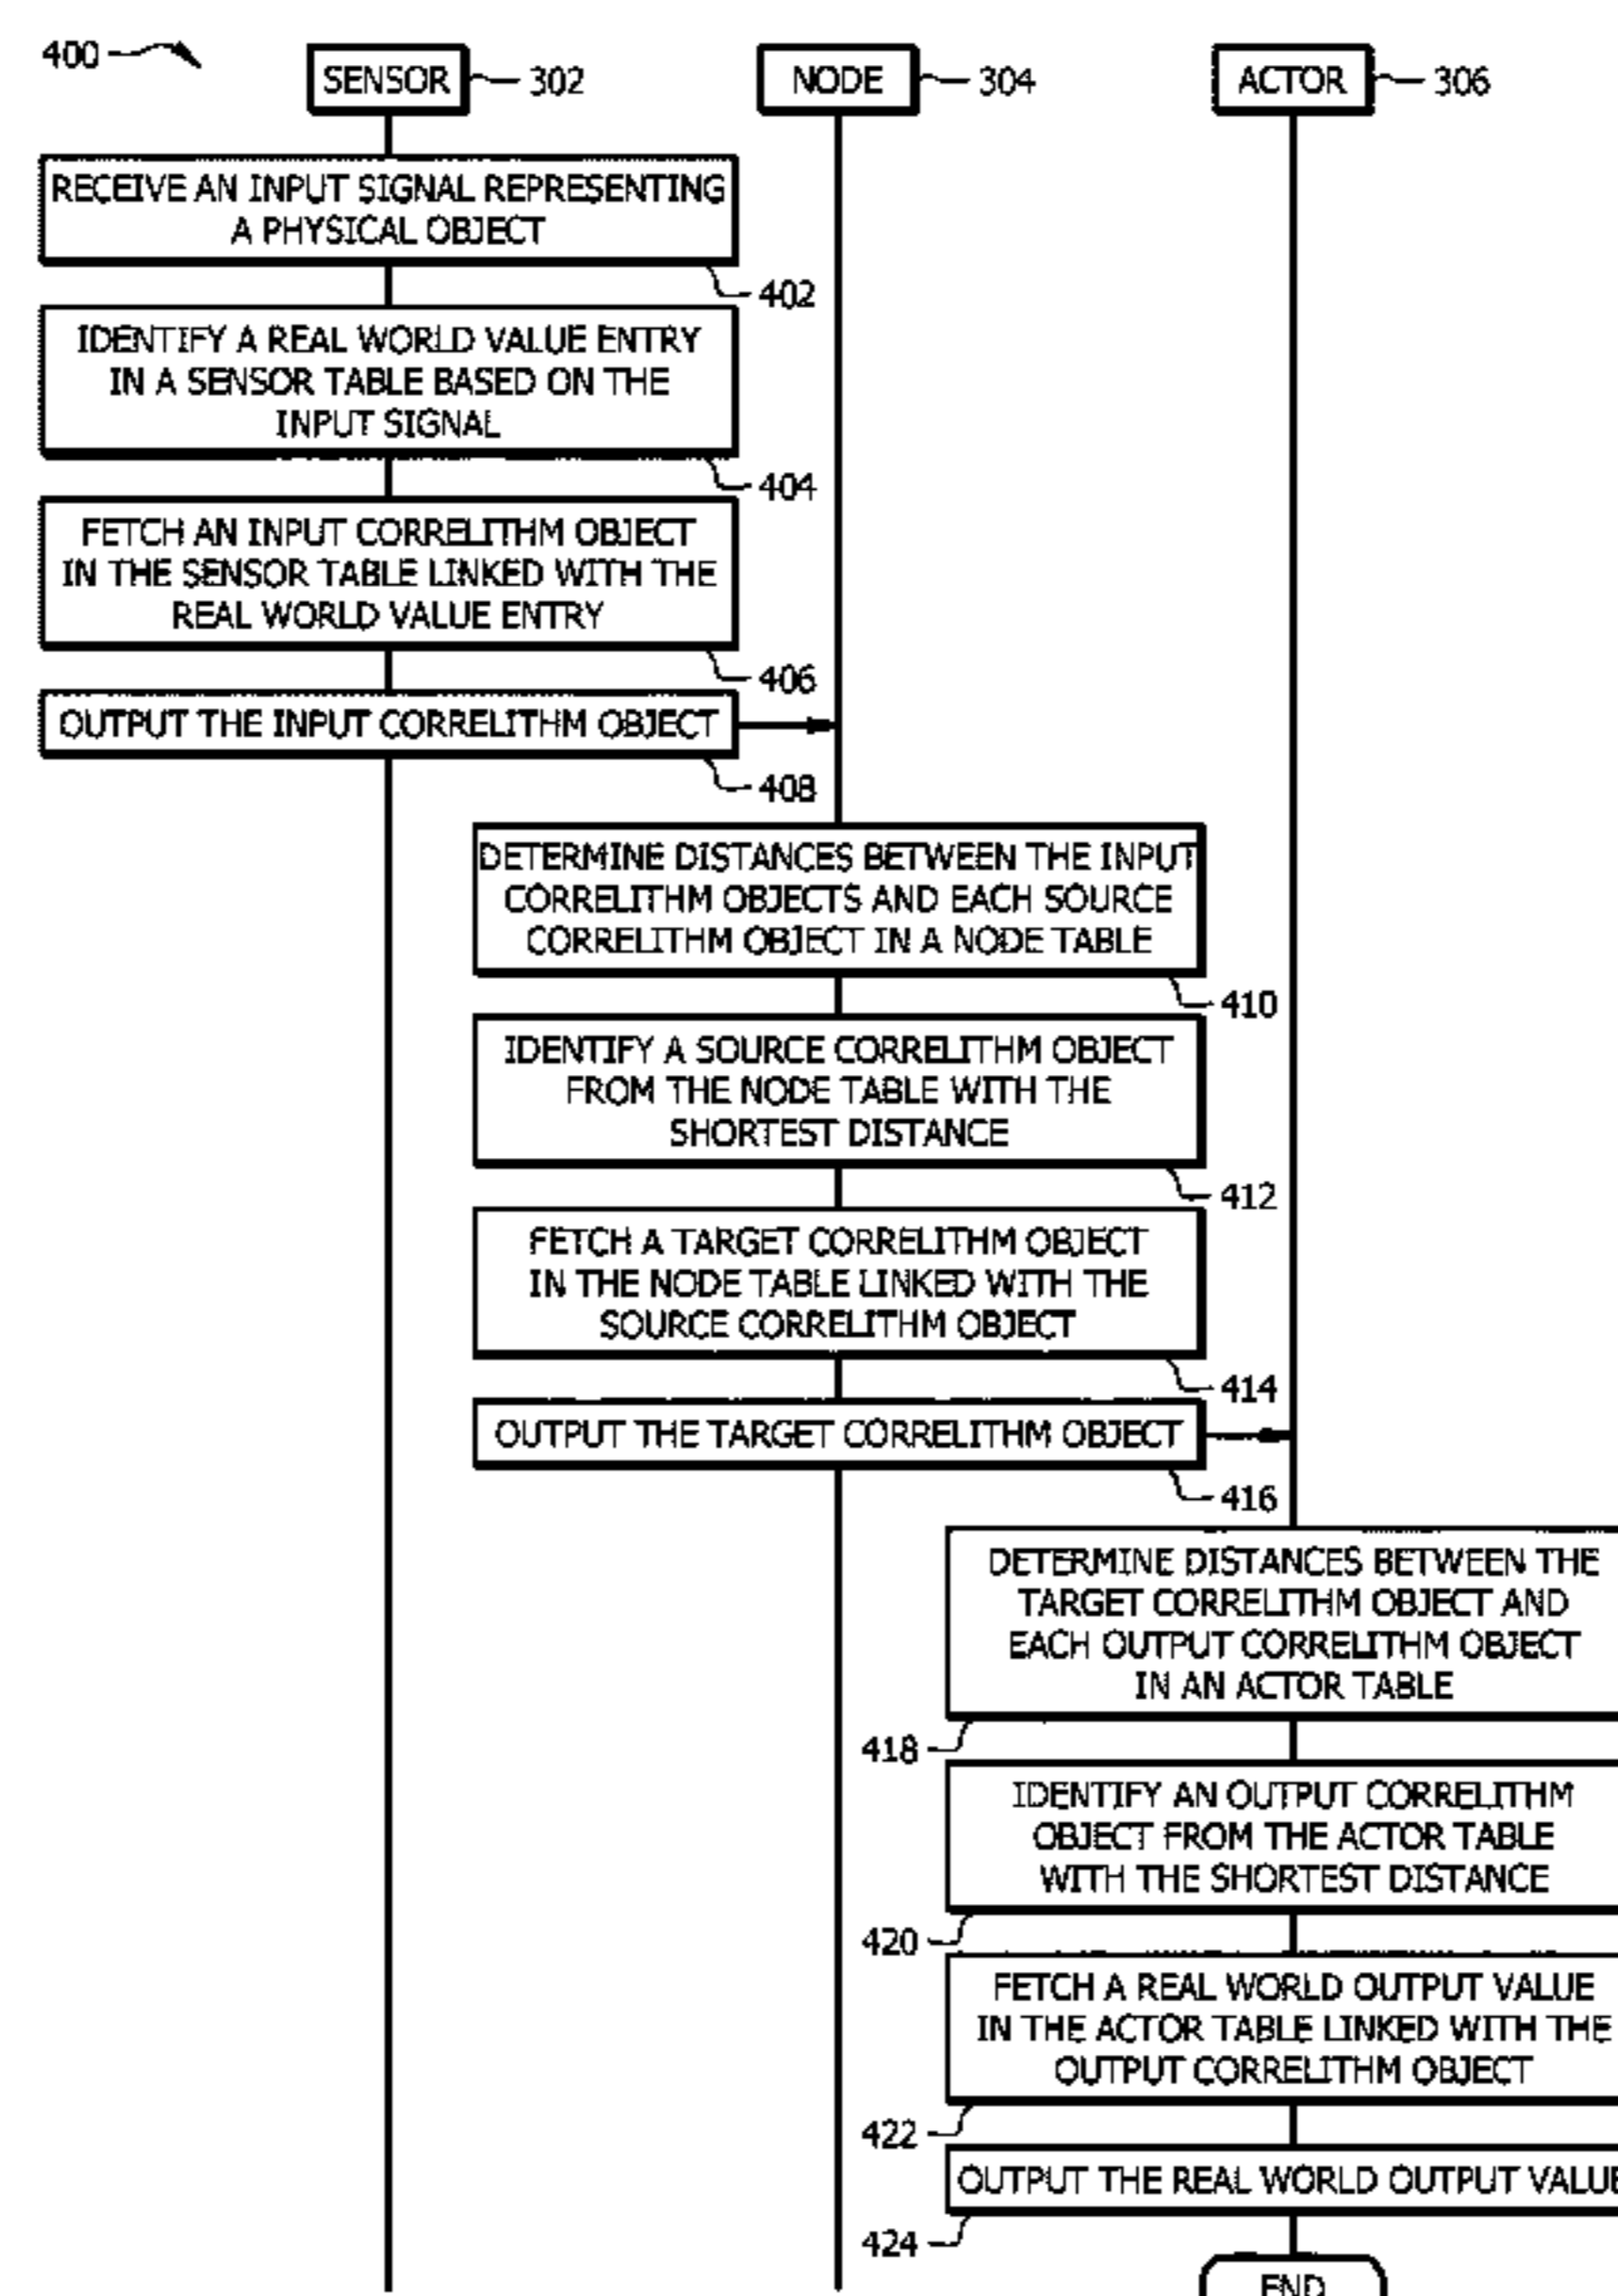 400
SENSOR 302
NODE 304
ACTOR 306
RECEIVE AN INPUT SIGNAL REPRESENTING
A PHYSICAL OBJECT
402
IDENTIFY A REAL WORLD VALUE ENTRY
IN A SENSOR TABLE BASED ON THE
INPUT SIGNAL
404
FETCH AN INPUT CORRELITHM OBJECT
IN THE SENSOR TABLE LINKED WITH THE
REAL WORLD VALUE ENTRY
406
OUTPUT THE INPUT CORRELITHM OBJECT
408
DETERMINE DISTANCES BETWEEN THE INPUT
CORRELITHM OBJECTS AND EACH SOURCE
CORRELITHM OBJECT IN A NODE TABLE
410
IDENTIFY A SOURCE CORRELITHM OBJECT
FROM THE NODE TABLE WITH THE
SHORTEST DISTANCE
412
FETCH A TARGET CORRELITHM OBJECT
IN THE NODE TABLE LINKED WITH THE
SOURCE CORRELITHM OBJECT
414
OUTPUT THE TARGET CORRELITHM OBJECT
416
DETERMINE DISTANCES BETWEEN THE
TARGET CORRELITHM OBJECT AND
EACH OUTPUT CORRELITHM OBJECT
IN AN ACTOR TABLE
418
IDENTIFY AN OUTPUT CORRELITHM
OBJECT FROM THE ACTOR TABLE
WITH THE SHORTEST DISTANCE
420
FETCH A REAL WORLD OUTPUT VALUE
IN THE ACTOR TABLE LINKED WITH THE
OUTPUT CORRELITHM OBJECT
422
OUTPUT THE REAL WORLD OUTPUT VALUE
424
END